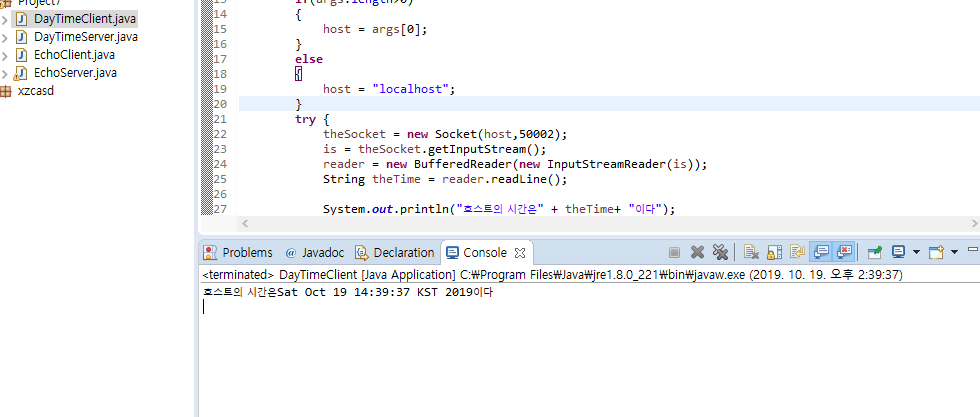 Project7
DayTimeClient.java
DayTimeServer.java
EchoClient.java
EchoServer.java
xzcasd
14 {
15 host = args[0];
16 }
17 else
18 {
19 host = "localhost";
20 }
21 try {
22 theSocket = new Socket(host,50002);
23 is = theSocket.getInputStream();
24 reader = new BufferedReader(new InputStreamReader(is));
25 String theTime = reader.readLine();
26
27 System.out.println("호스트의 시간은" + theTime+ "이다");
Problems @ Javadoc Declaration Console
<terminated> DayTimeClient [Java Application] C:₩Program Files₩Java₩jre1.8.0_221₩bin₩javaw.exe (2019. 10. 19. 오후 2:39:37)
호스트의 시간은Sat Oct 19 14:39:37 KST 2019이다